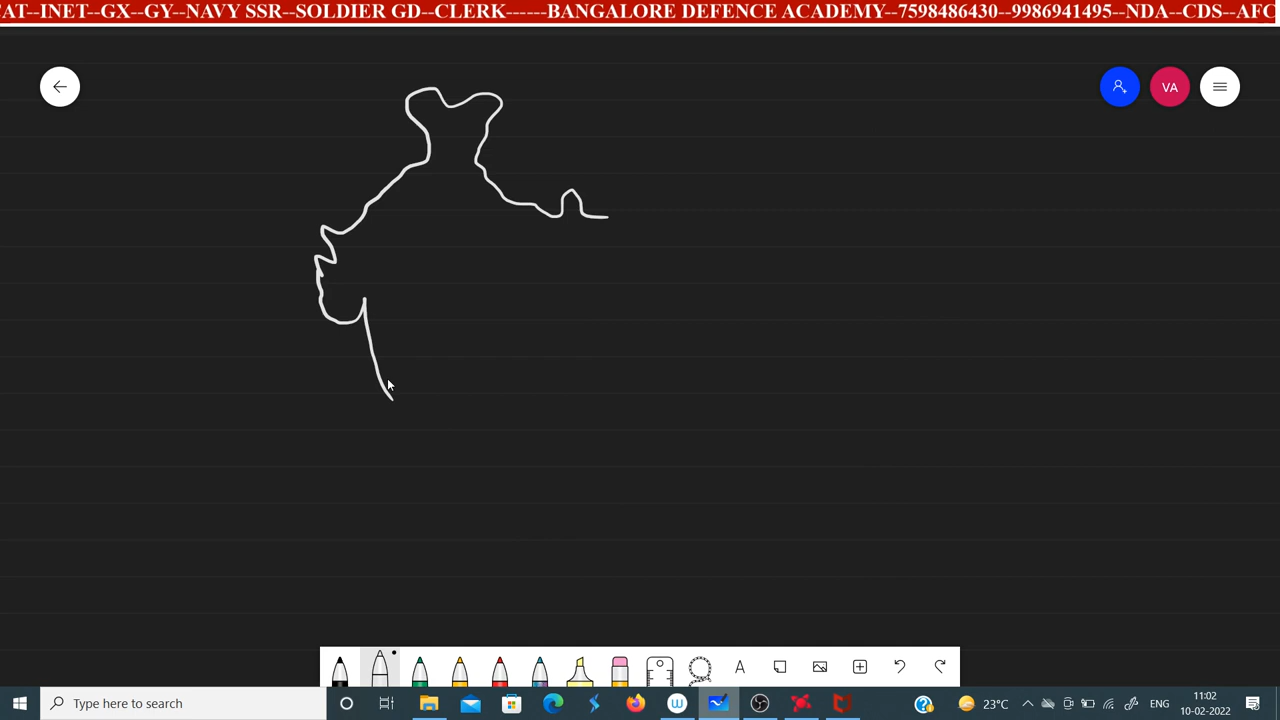 CAT--INET--GX--GY--NAVY SSR--SOLDIER GD--CLERK------BANGALORE DEFENCE ACADEMY--7598486430--9986941495--NDA--CDS--AFC
VA
A
Type here to search
23°C
ENG
11:02
10-02-2022